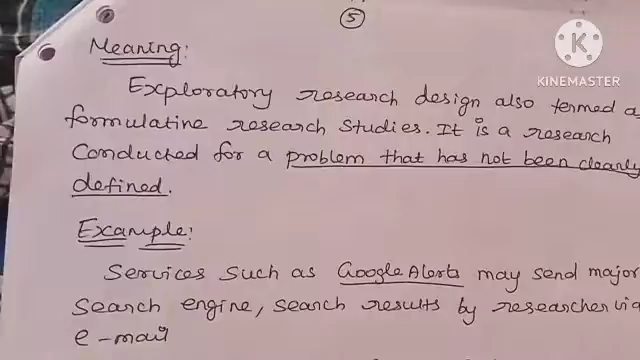 5
KINEMASTER
Meaning:
Exploratory research design also termed a
formulative research Studies. It is a research
Conducted for a problem that has not been clearly
defined.
Example:
Services such as Google Alerts may send major
Search engine, search results by researcher via
e-mail